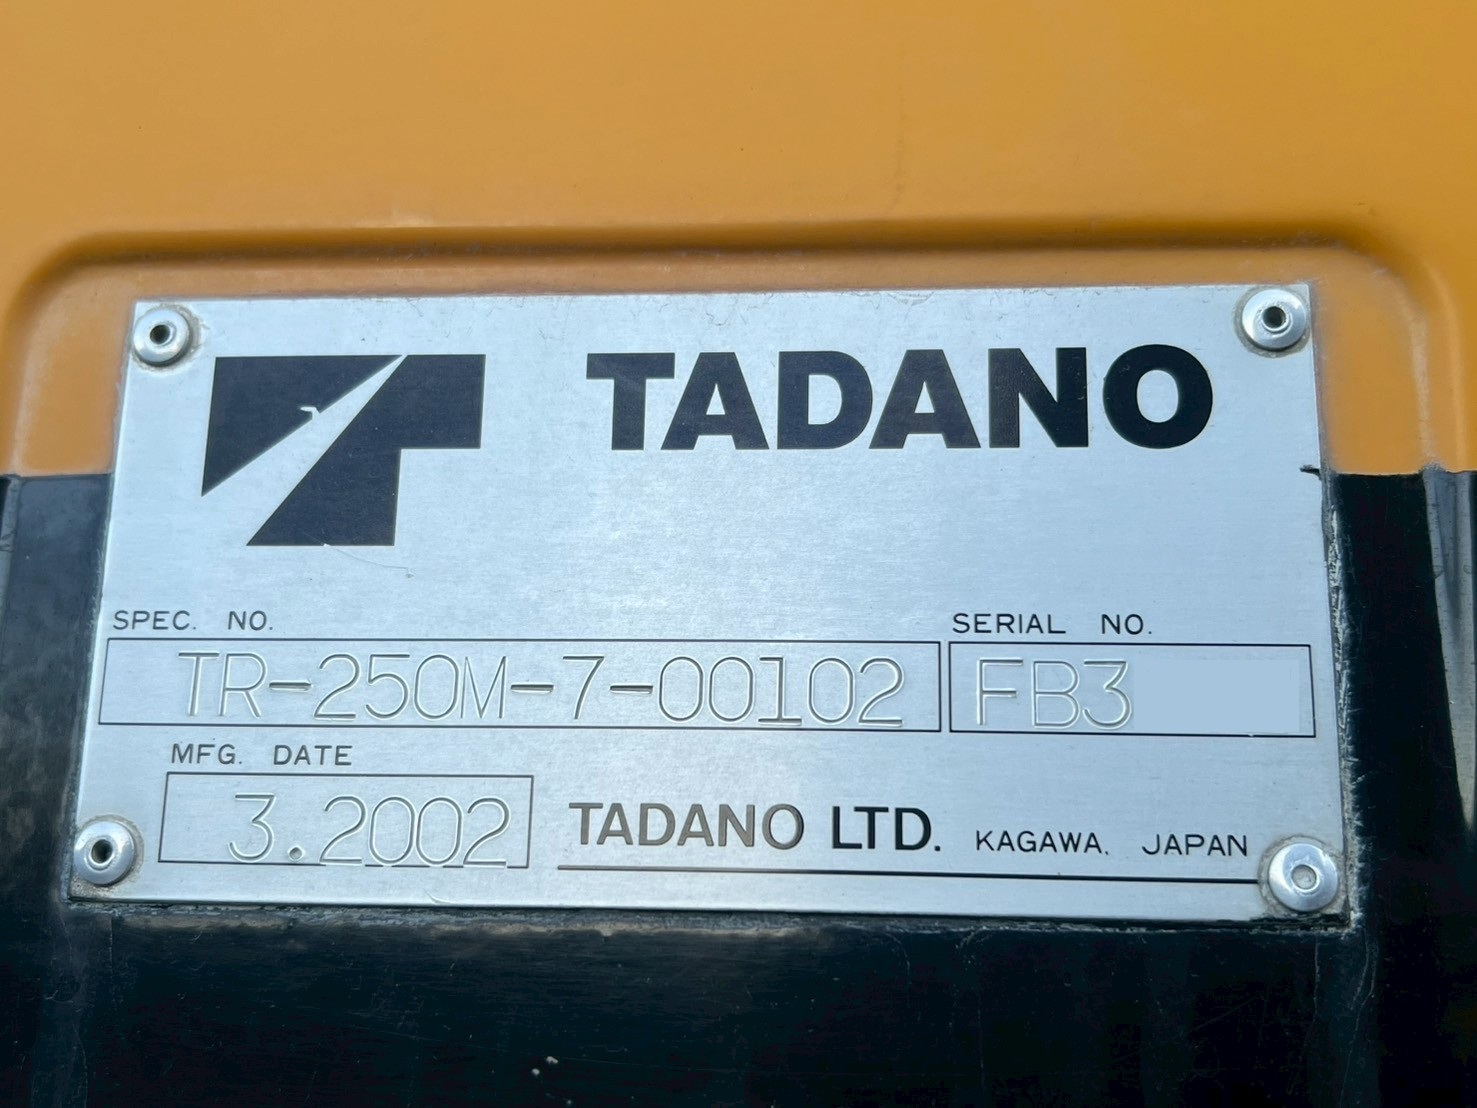 TADANO
SPEC. NO. SERIAL NO.
TR-250M-7-00102 FB3
MFG. DATE
3.2002 TADANO LTD. KAGAWA, JAPAN